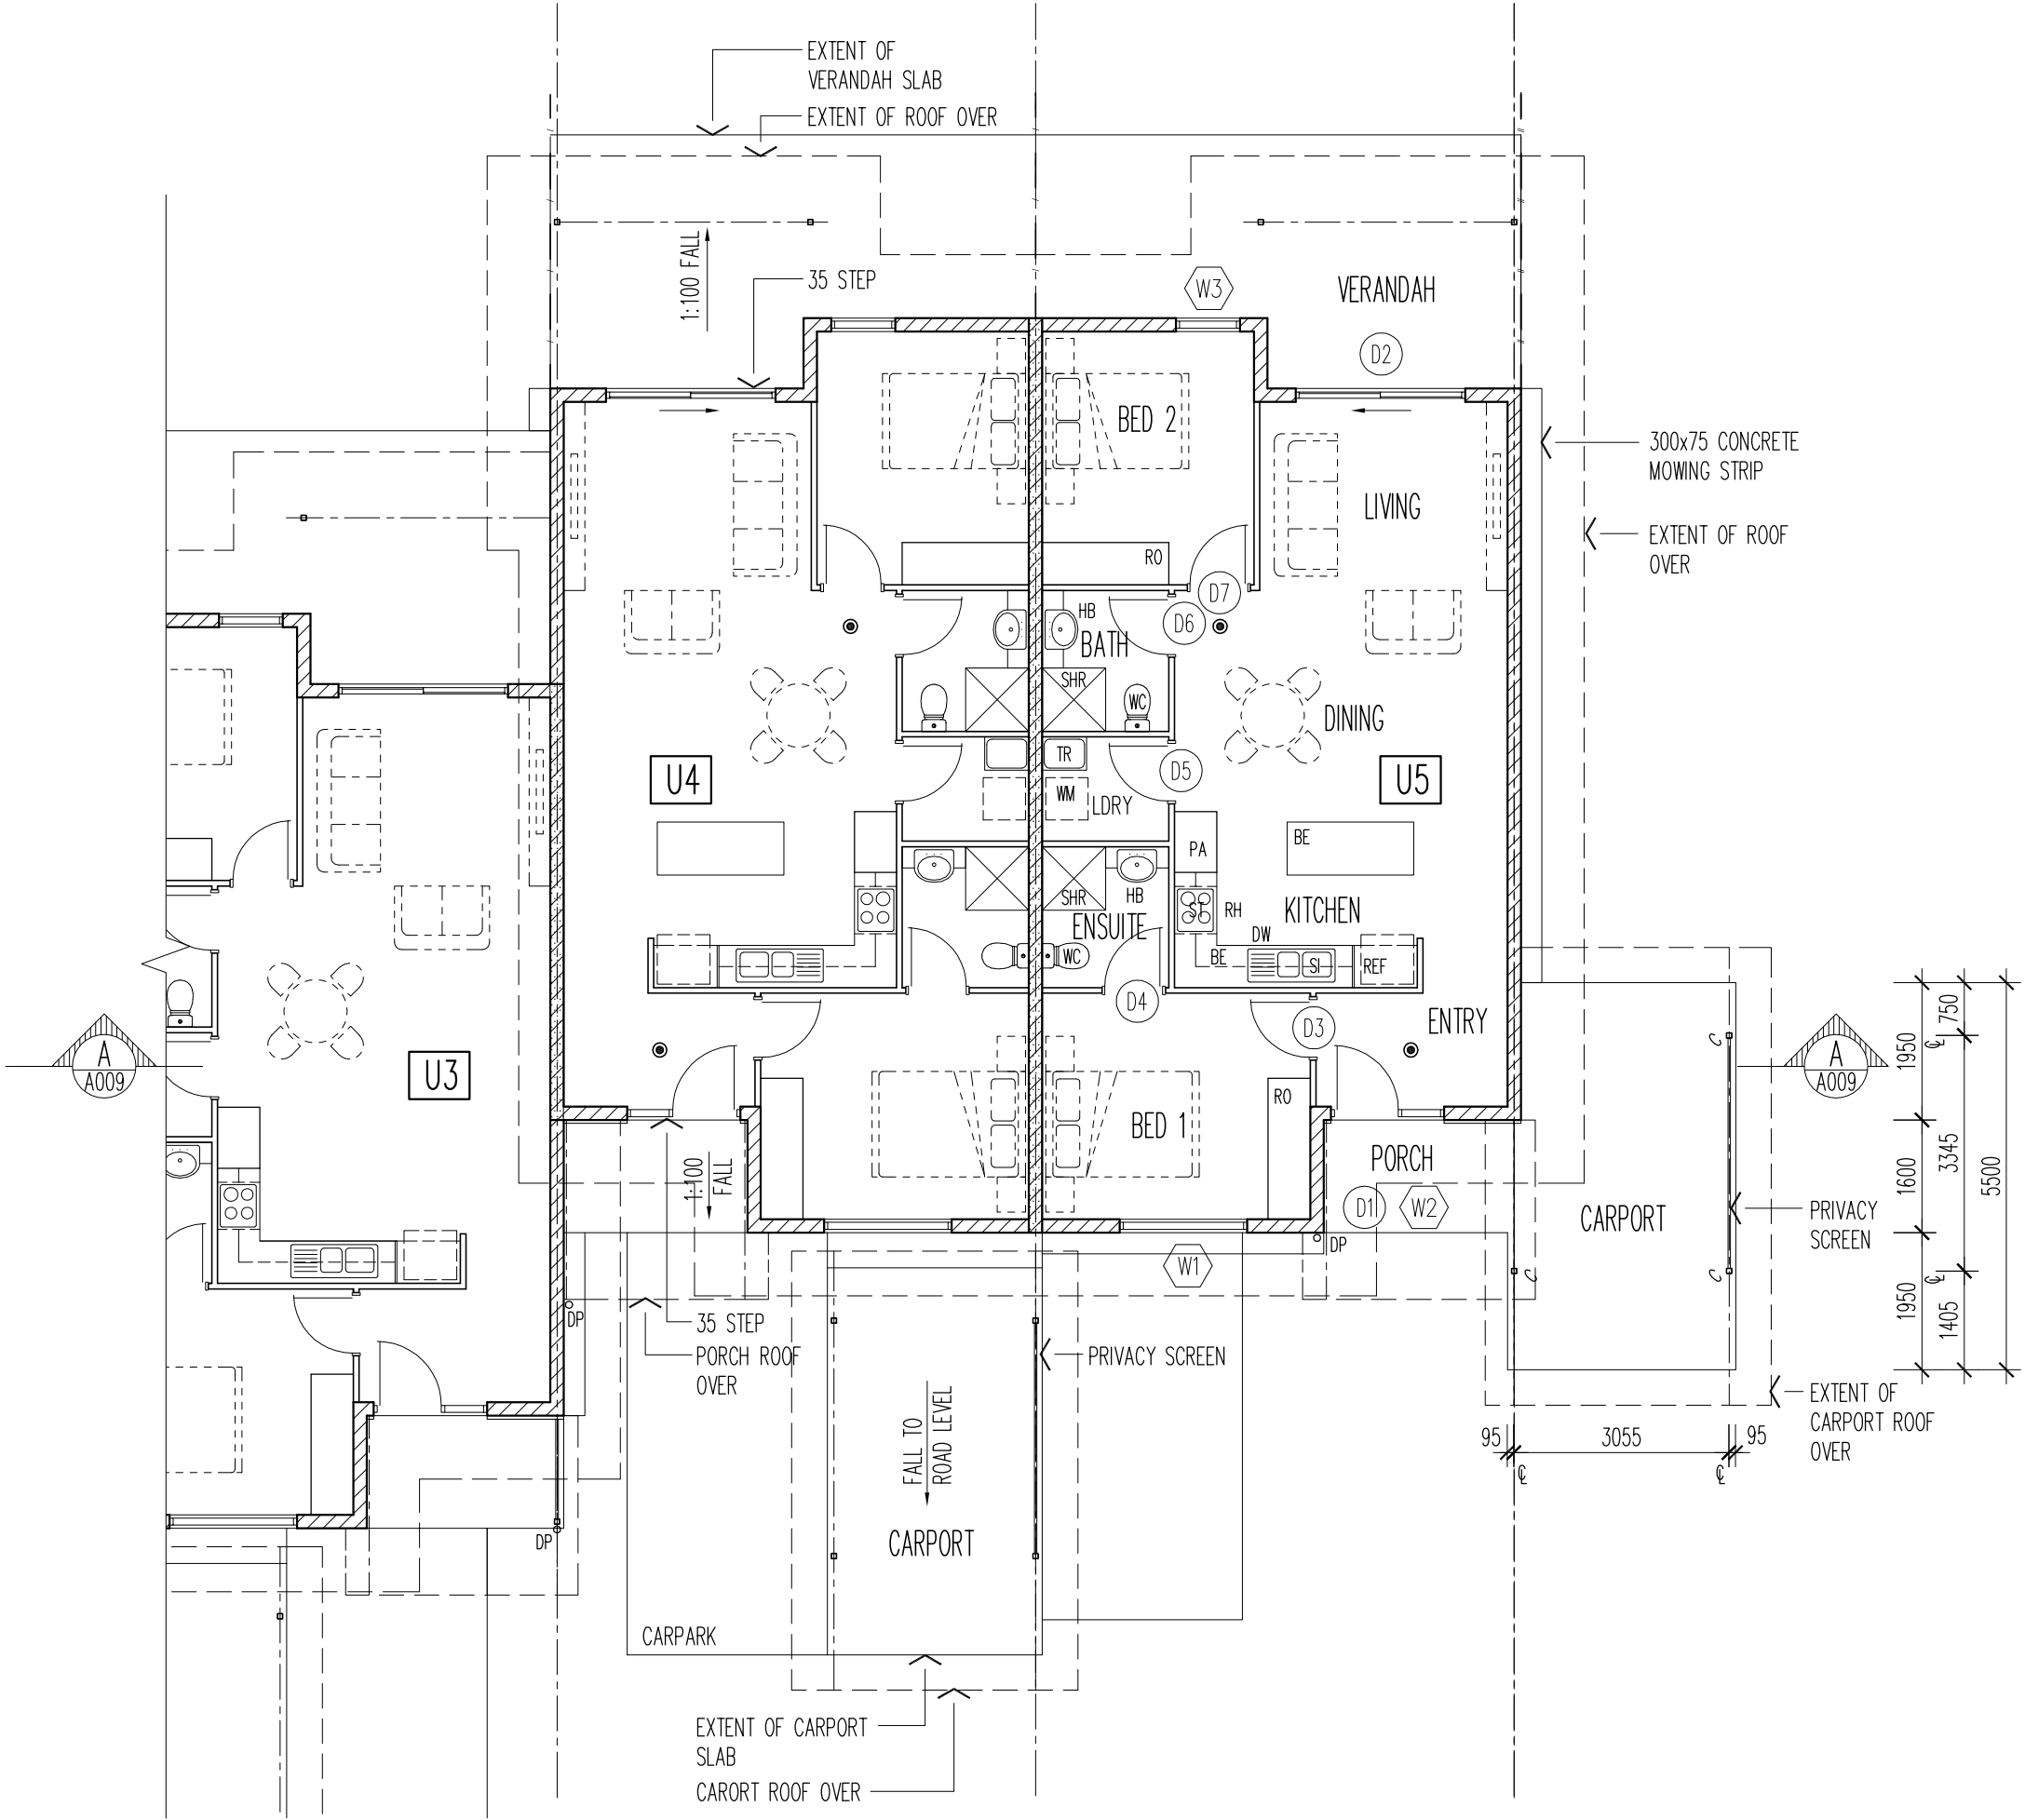 EXTENT OF
VERANDAH SLAB
EXTENT OF ROOF OVER
1:100 FALL
35 STEP
W3
VERANDAH
D2
BED 2
300x75 CONCRETE
MOWING STRIP
LIVING
EXTENT OF ROOF
OVER
RO
D7
HB
D6
BATH
SHR
WC
DINING
TR
D5
U4
U5
WM
LDRY
BE
PA
SHR
HB
ST
RH
KITCHEN
ENSUITE
DW
WC
BE
SI
REF
D4
D3
ENTRY
A
A009
U3
A
A009
RO
BED 1
1:100
FALL
PORCH
D1
W2
CARPORT
PRIVACY
SCREEN
DP
W1
750
1950
3345
1600
5500
1950
1405
DP
35 STEP
PORCH ROOF
OVER
PRIVACY SCREEN
EXTENT OF
CARPORT ROOF
OVER
FALL TO
ROAD LEVEL
95
3055
95
DP
CARPORT
CARPARK
EXTENT OF CARPORT
SLAB
CARORT ROOF OVER